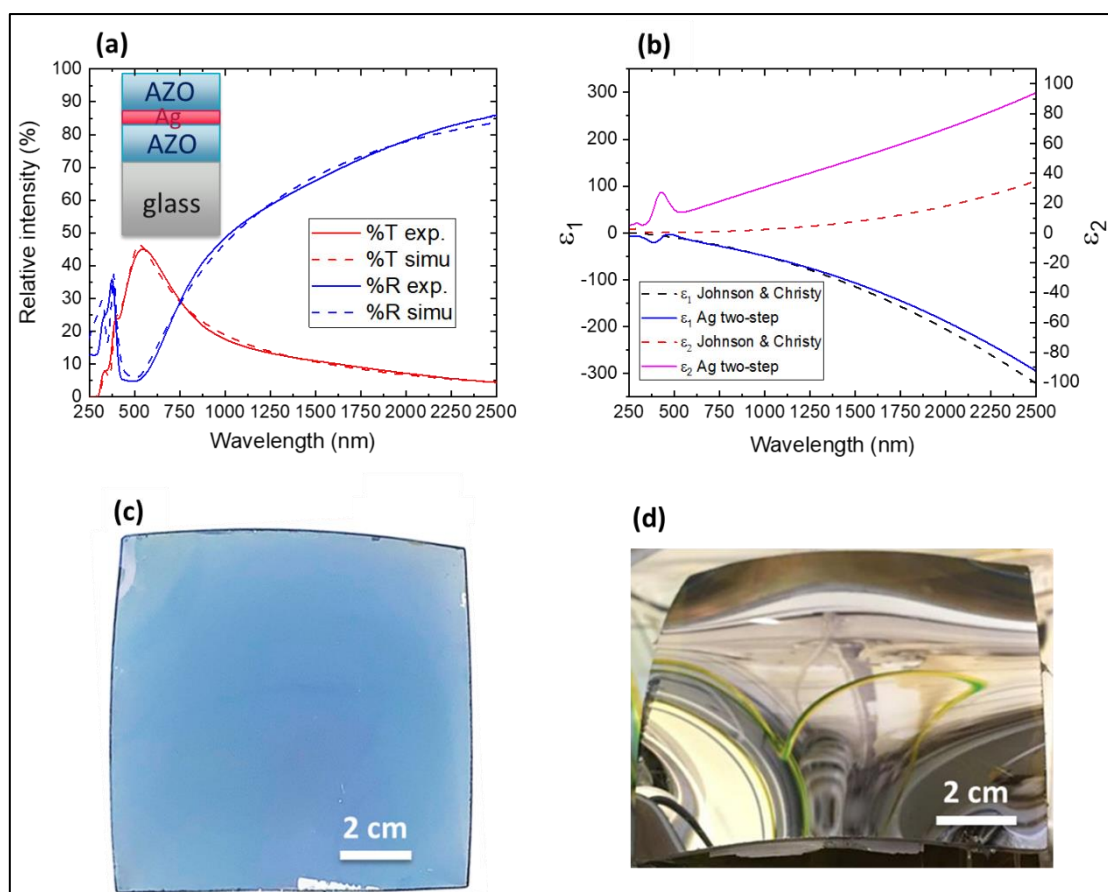 (a)
100
90
80
70
60
50
40
30
20
10
0
Relative intensity (%)
250 500 750 1000 1250 1500 1750 2000 2250 2500
Wavelength (nm)
AZO
Ag
AZO
glass
%T exp.
%T simu
%R exp.
%R simu
(b)
300
200
100
0
-100
-200
-300
ε₁
100
80
60
40
20
0
-20
-40
-60
-80
-100
ε₂
250 500 750 1000 1250 1500 1750 2000 2250 2500
Wavelength (nm)
ε₁ Johnson & Christy
ε₁ Ag two-step
ε₂ Johnson & Christy
ε₂ Ag two-step
(c)
2 cm
(d)
2 cm